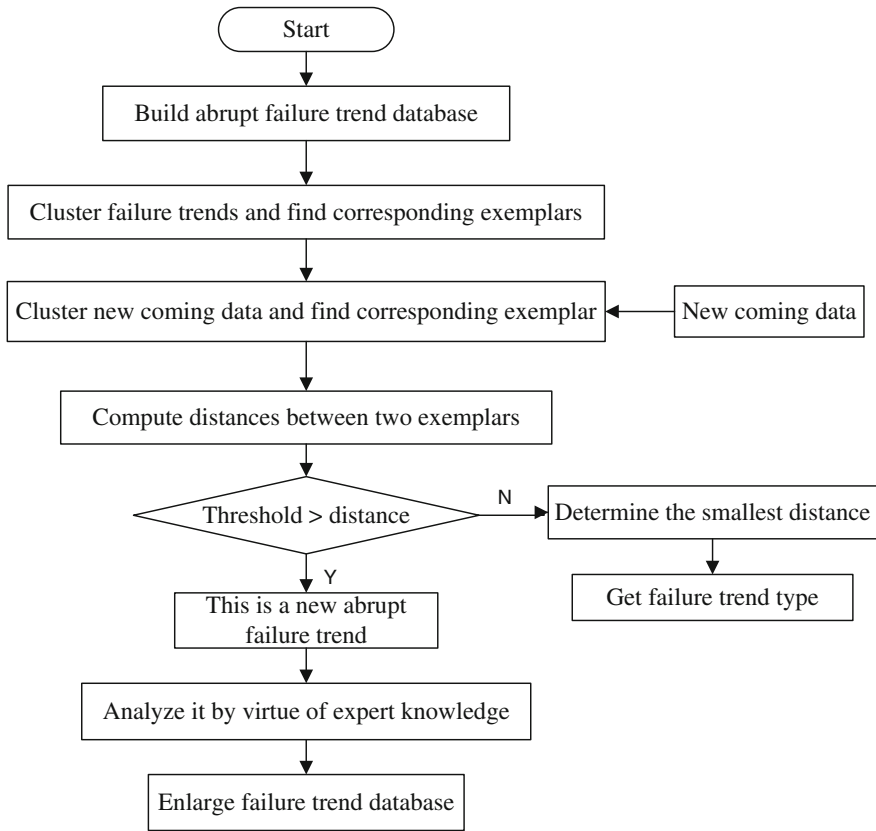 Start
Build abrupt failure trend database
Cluster failure trends and find corresponding exemplars
Cluster new coming data and find corresponding exemplar
New coming data
Compute distances between two exemplars
Threshold > distance
N
Determine the smallest distance
Y
Get failure trend type
This is a new abrupt
failure trend
Analyze it by virtue of expert knowledge
Enlarge failure trend database